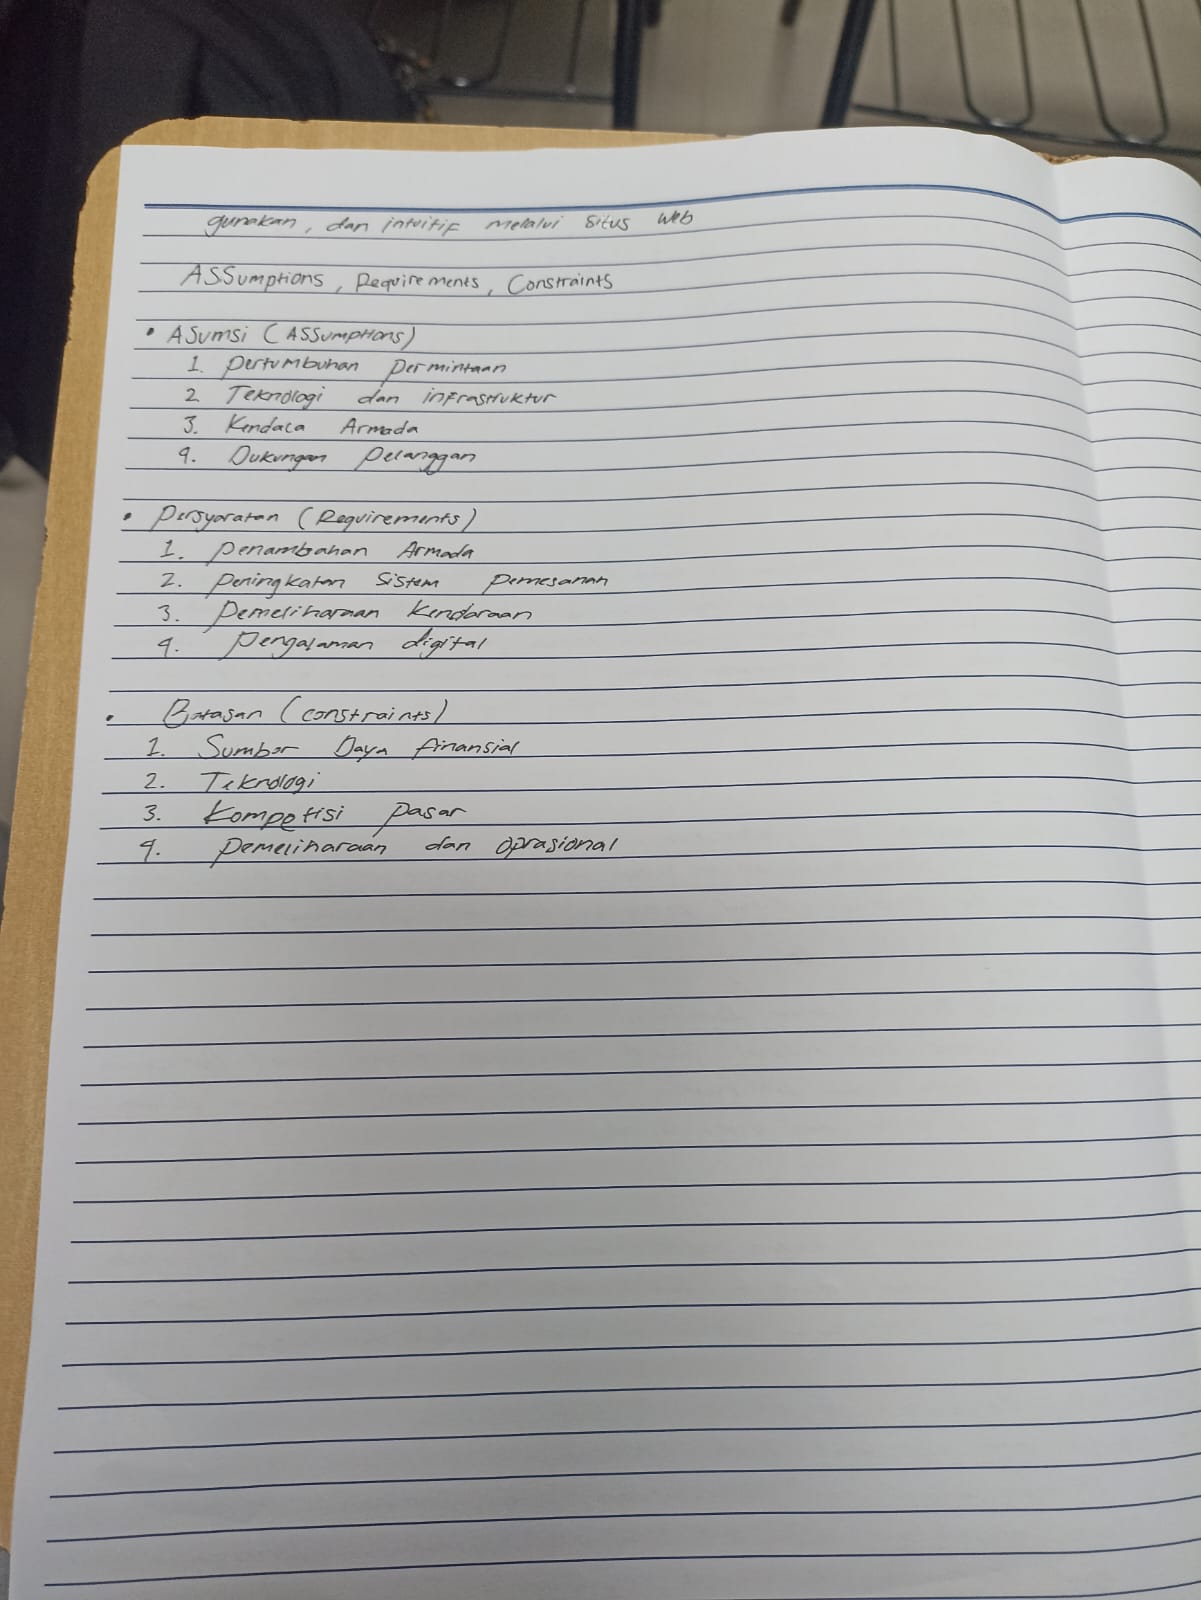 gunakan, dan intuitif melalui situs web
Assumptions, Requirements, Constraints
• Asumsi (Assumptions)
1. Pertumbuhan permintaan
2. Teknologi dan infrastruktur
3. Armada
4. Dukungan pelanggan
• Persyaratan (Requirements)
1. Penambahan Armada
2. Peningkatan sistem pemesanan
3. Pemeliharaan kendaraan
4. Pengalaman digital
• Batasan (constraints)
1. Sumber Daya finansial
2. Teknologi
3. Kompetisi pasar
4. Pemeliharaan dan oprasional